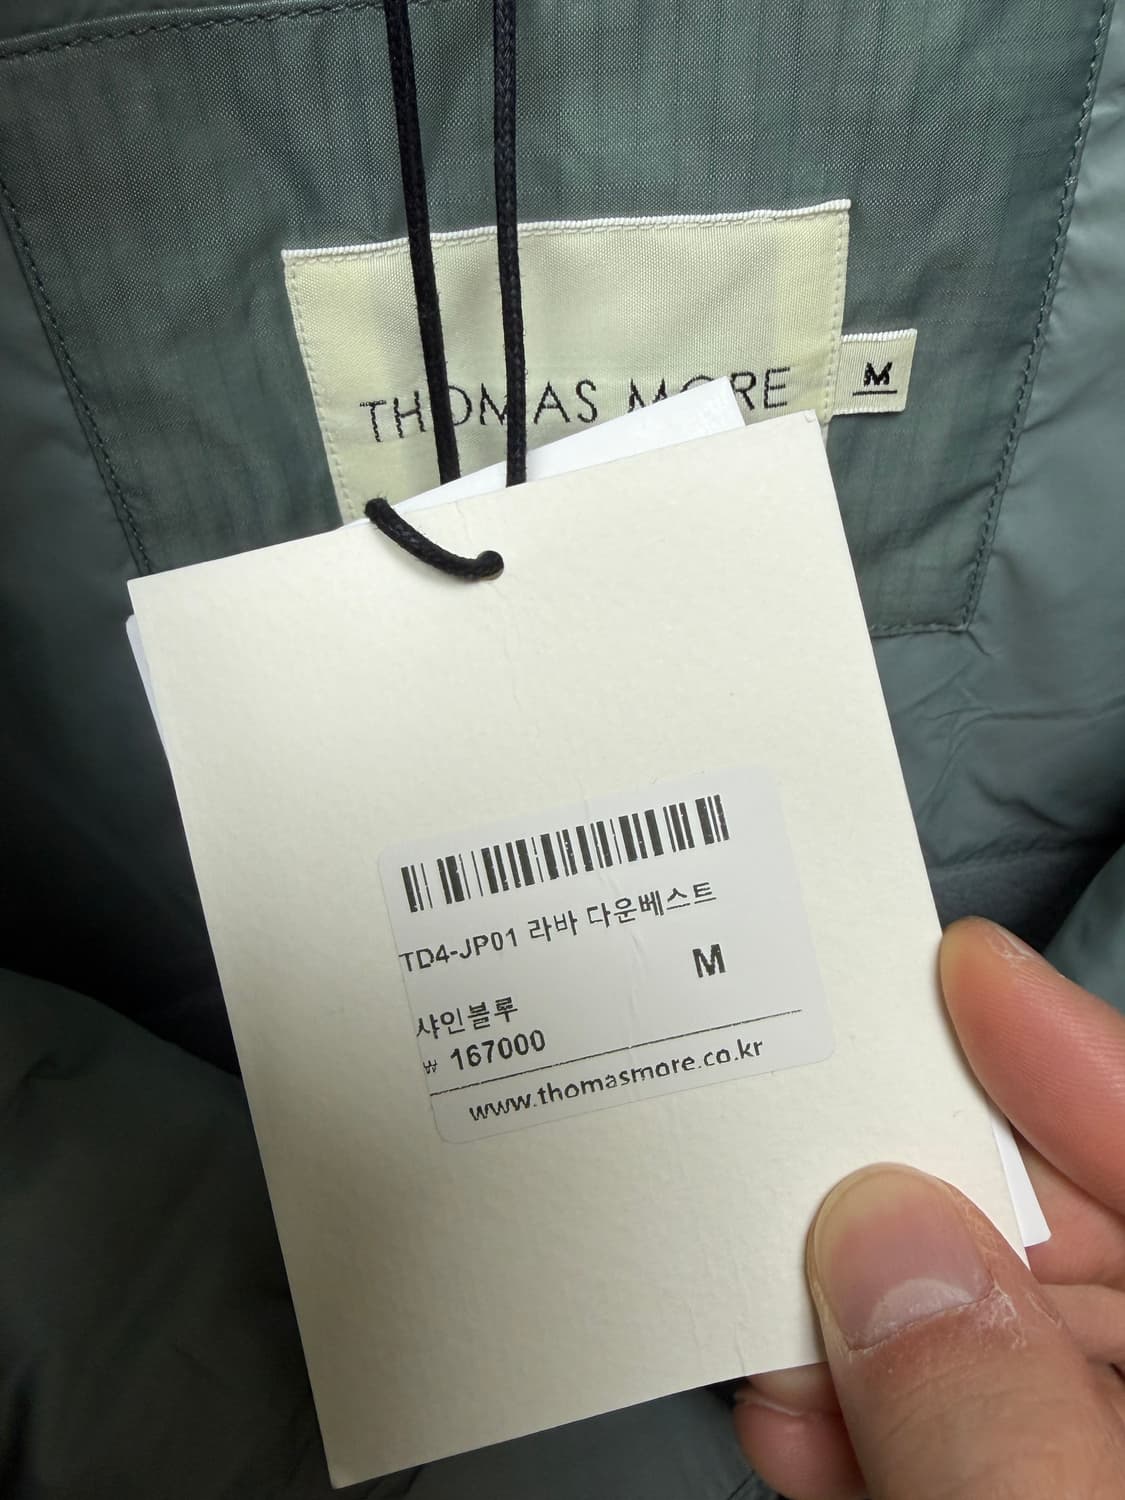 THOMAS MORE
M
TD4-JP01 라바 다운베스트
M
샤인블루
₩ 167000
www.thomasmore.co.kr